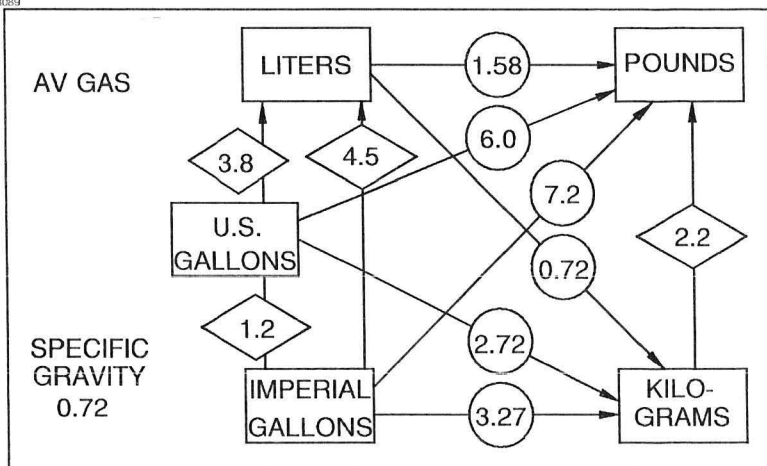 LITERS
1.58
POUNDS
AV GAS
6.0
3.8
4.5
7.2
U.S.
GALLONS
2.2
0.72
1.2
2.72
SPECIFIC
GRAVITY
0.72
IMPERIAL
GALLONS
3.27
KILO-
GRAMS